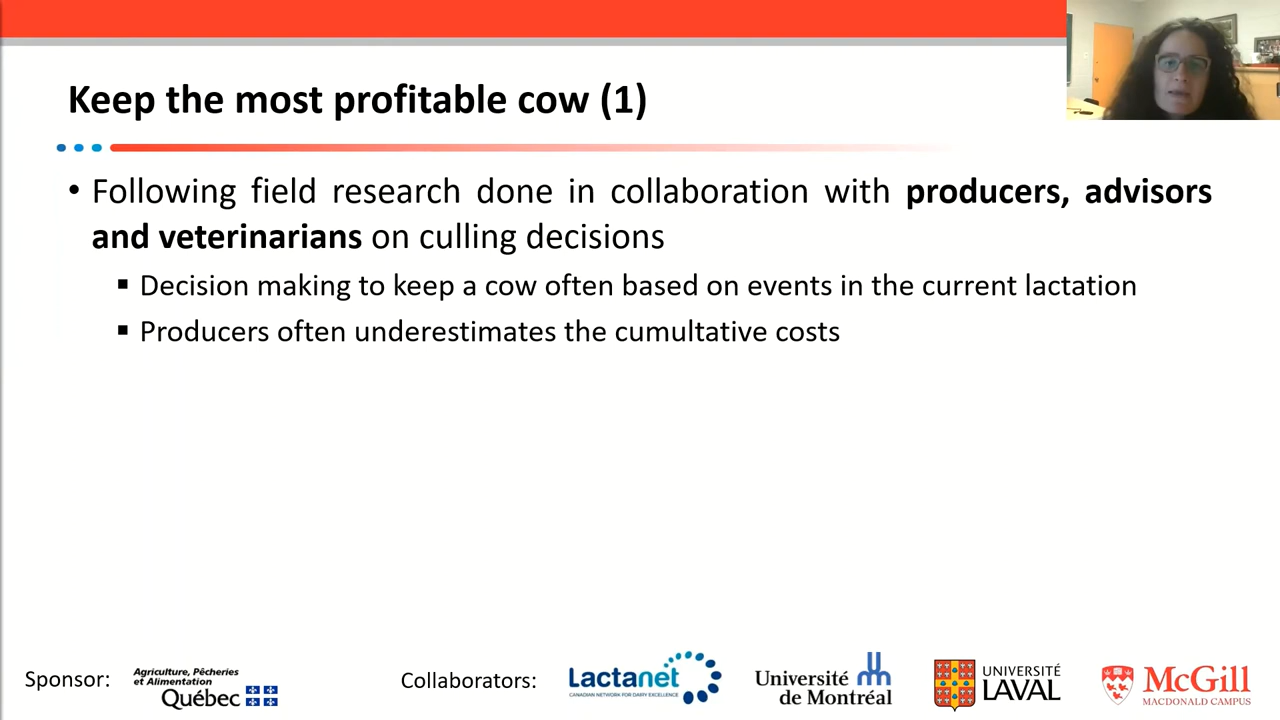 Keep the most profitable cow (1)
• Following field research done in collaboration with producers, advisors
and veterinarians on culling decisions
▪ Decision making to keep a cow often based on events in the current lactation
▪ Producers often underestimates the cumultative costs
Sponsor:
Agriculture, Pêcheries
et Alimentation
Québec
Collaborators:
Lactanet
CANADIAN NETWORK FOR DAIRY EXCELLENCE
Université
de Montréal
UNIVERSITÉ
LAVAL
McGill
MACDONALD CAMPUS